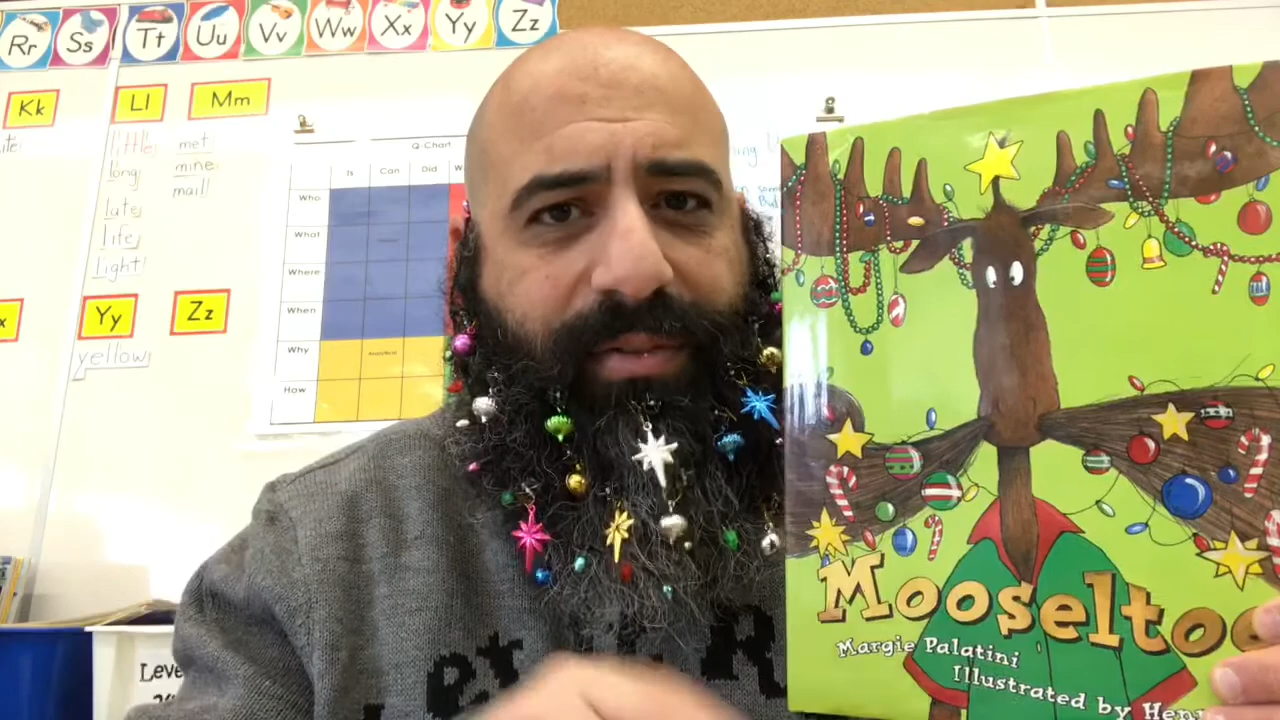 Rr Ss Tt Uu Vv Ww Xx Yy Zz
Kk Ll Mm
little met
long mine
late mail
life
light
Yy Zz
yellow
Q-Chart
Is Can Did
Who
What
Where
When
Why
How
Mooselto
Margie Palatini
Illustrated by